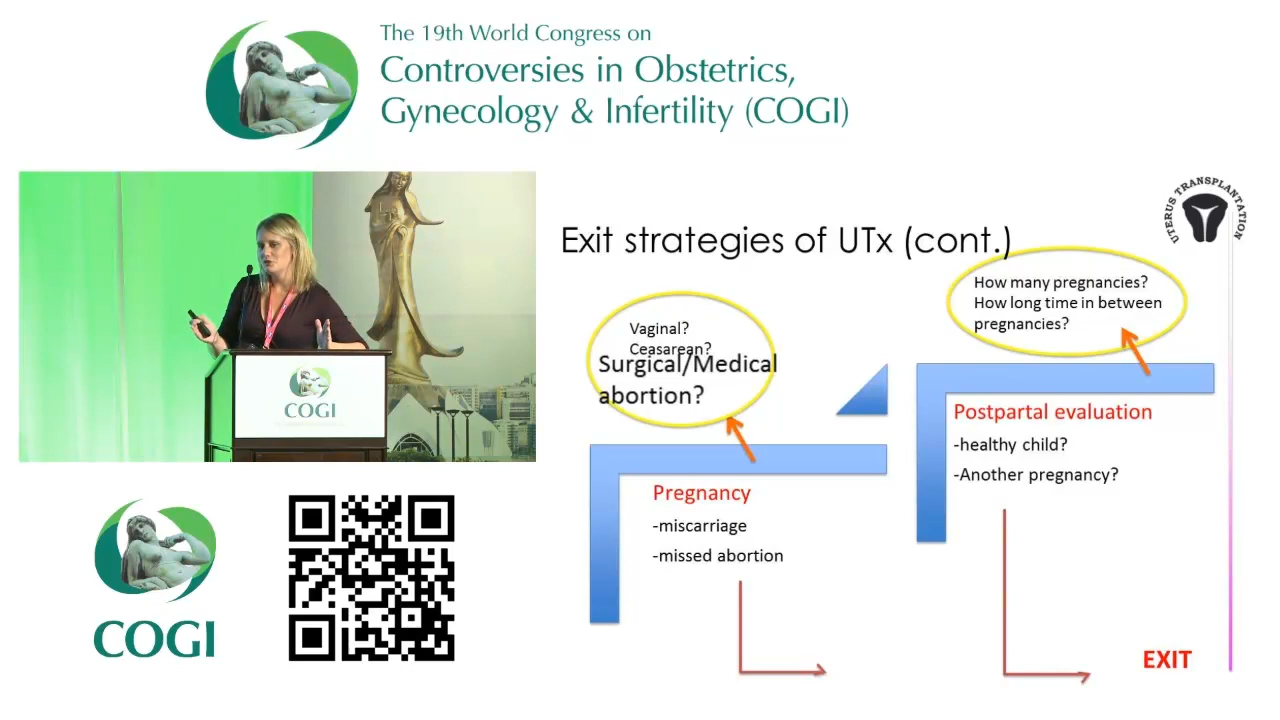 The 19th World Congress on
Controversies in Obstetrics,
Gynecology & Infertility (COGI)
UTERUS TRANSPLANTATION
Exit strategies of UTx (cont.)
How many pregnancies?
How long time in between
pregnancies?
Vaginal?
Ceasarean?
Surgical/Medical
abortion?
Postpartal evaluation
-healthy child?
-Another pregnancy?
Pregnancy
-miscarriage
-missed abortion
EXIT
COGI
COGI